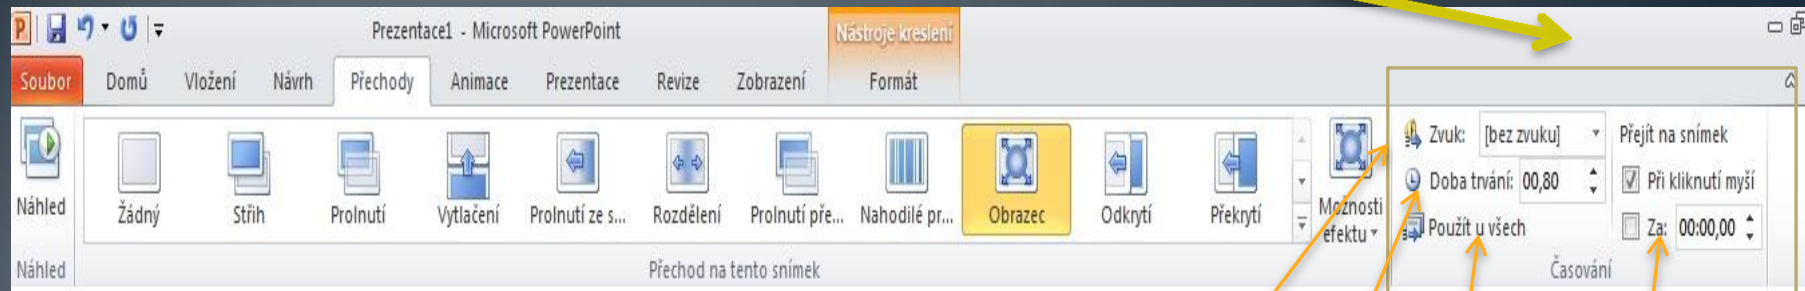 Prezentace1 - Microsoft PowerPoint
Nástroje kreslení
Soubor Domů Vložení Návrh Přechody Animace Prezentace Revize Zobrazení Formát
Zvuk: [bez zvuku] Přejít na snímek
Doba trvání: 00,80 Při kliknutí myší
Náhled Žádný Střih Prolnutí Vytlačení Prolnutí ze s... Rozdělení Prolnutí pře... Nahodilé pr... Obrazec Odkrytí Překrytí Možnosti
efektu Použít u všech Za: 00:00,00
Náhled Přechod na tento snímek Časování